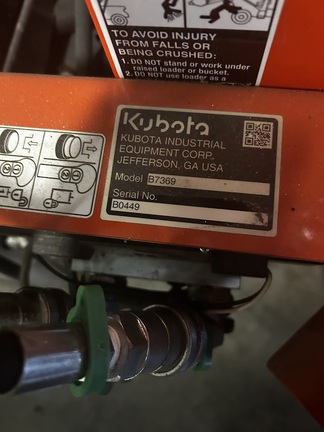 TO AVOID INJURY
FROM FALLS OR
BEING CRUSHED:
1. DO NOT stand or work under
raised loader or bucket.
2. DO NOT use loader as a
Kubota
KUBOTA INDUSTRIAL
EQUIPMENT CORP.
JEFFERSON, GA USA
Model B7369
Serial No.
B0449